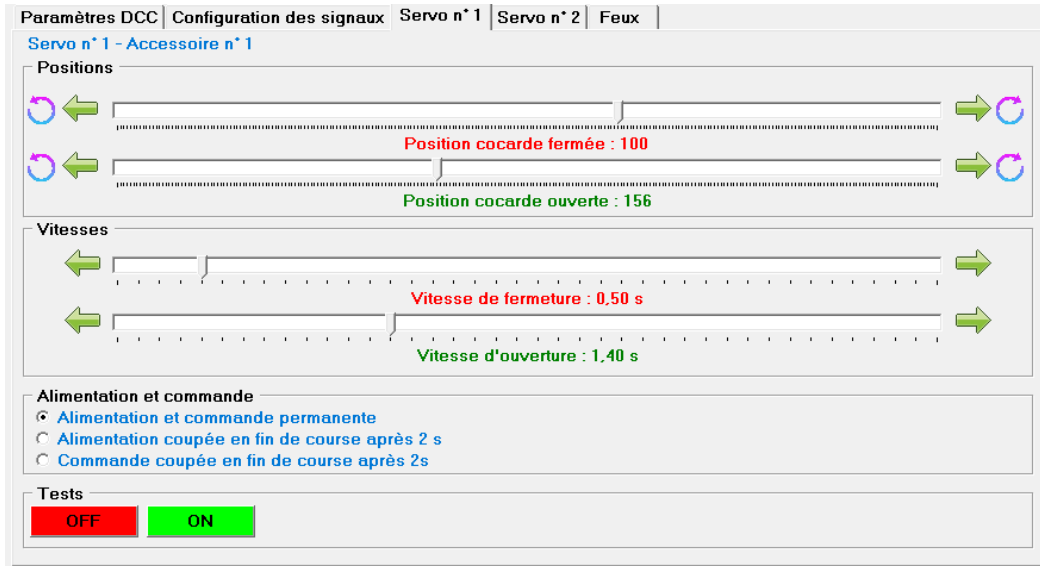 Paramètres DCC Configuration des signaux Servo n° 1 Servo n° 2 Feux
Servo n° 1 - Accessoire n° 1
Positions
Position cocarde fermée : 100
Position cocarde ouverte : 156
Vitesses
Vitesse de fermeture : 0,50 s
Vitesse d'ouverture : 1,40 s
Alimentation et commande
Alimentation et commande permanente
Alimentation coupée en fin de course après 2 s
Commande coupée en fin de course après 2s
Tests
OFF ON